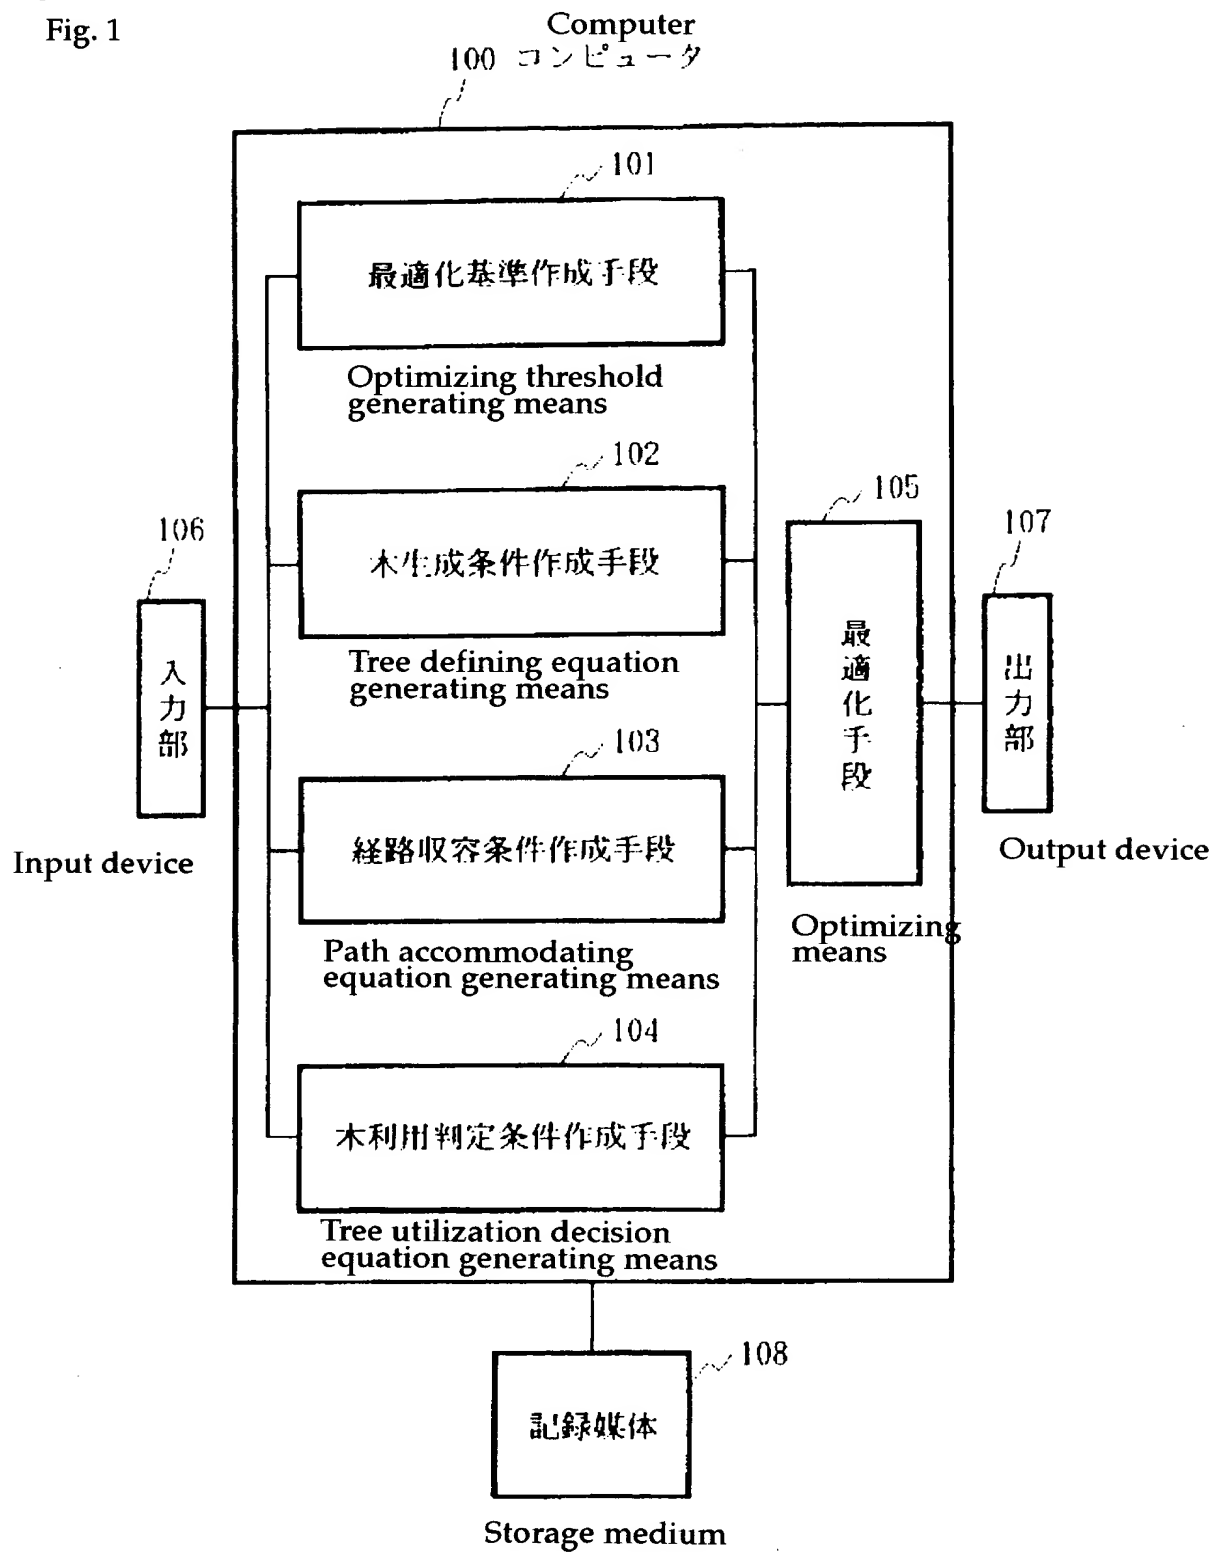 Fig. 1
Computer
100 コンピュータ
101
最適化基準作成手段
Optimizing threshold
generating means
102
木生成条件作成手段
Tree defining equation
generating means
103
経路収容条件作成手段
Path accommodating
equation generating means
104
木利用判定条件作成手段
Tree utilization decision
equation generating means
105
最適化手段
Optimizing
means
106
入力部
Input device
107
出力部
Output device
108
記録媒体
Storage medium